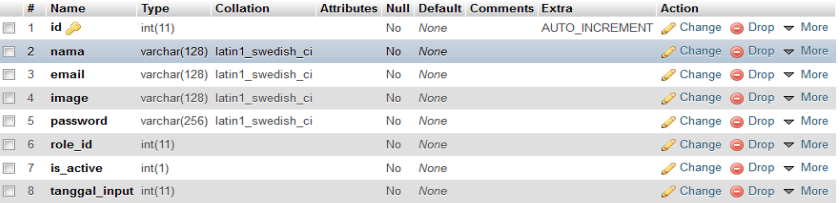 # Name Type Collation Attributes Null Default Comments Extra Action
1 id int(11) No None AUTO_INCREMENT Change Drop More
2 nama varchar(128) latin1_swedish_ci No None Change Drop More
3 email varchar(128) latin1_swedish_ci No None Change Drop More
4 image varchar(128) latin1_swedish_ci No None Change Drop More
5 password varchar(256) latin1_swedish_ci No None Change Drop More
6 role_id int(11) No None Change Drop More
7 is_active int(1) No None Change Drop More
8 tanggal_input int(11) No None Change Drop More